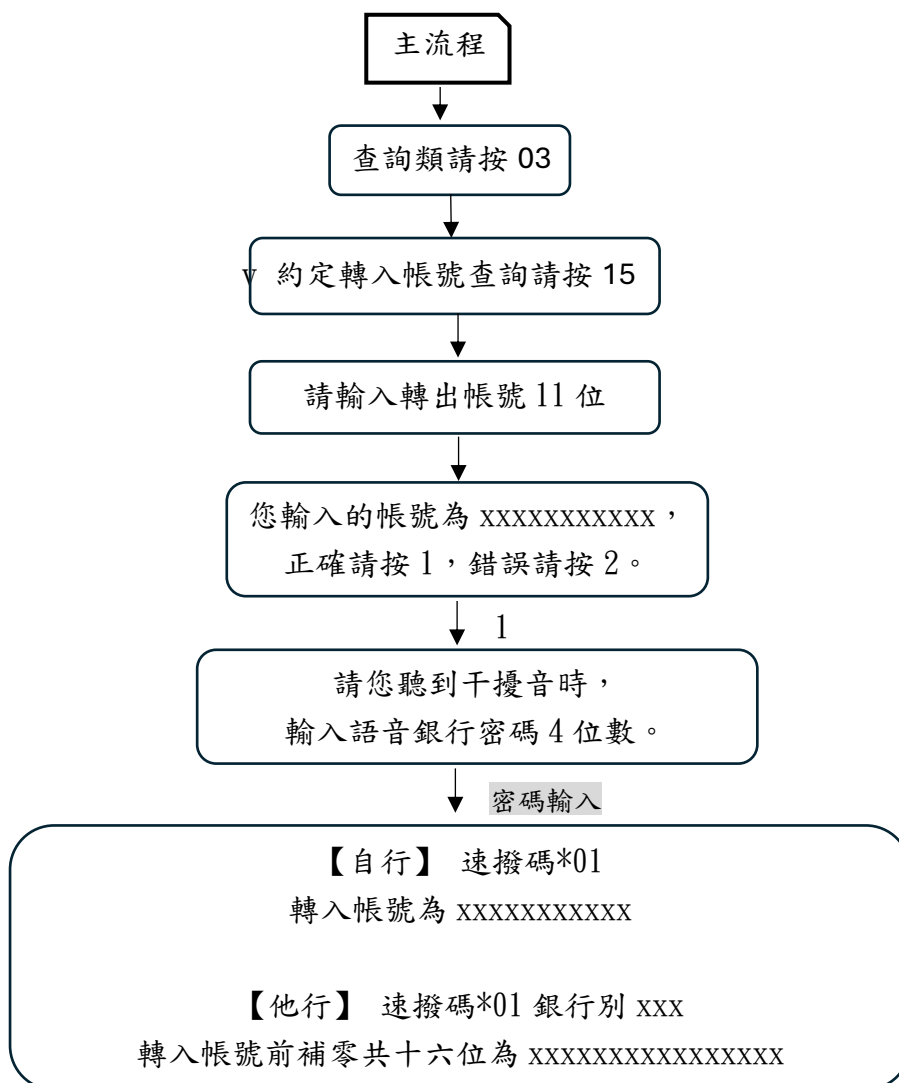 主流程
查詢類請按 03
v 約定轉入帳號查詢請按 15
請輸入轉出帳號 11 位
您輸入的帳號為 xxxxxxxxxxx，
正確請按 1，錯誤請按 2。
1
請您聽到干擾音時，
輸入語音銀行密碼 4 位數。
密碼輸入
【自行】 速撥碼*01
轉入帳號為 xxxxxxxxxxx
【他行】 速撥碼*01 銀行別 xxx
轉入帳號前補零共十六位為 xxxxxxxxxxxxxxxx